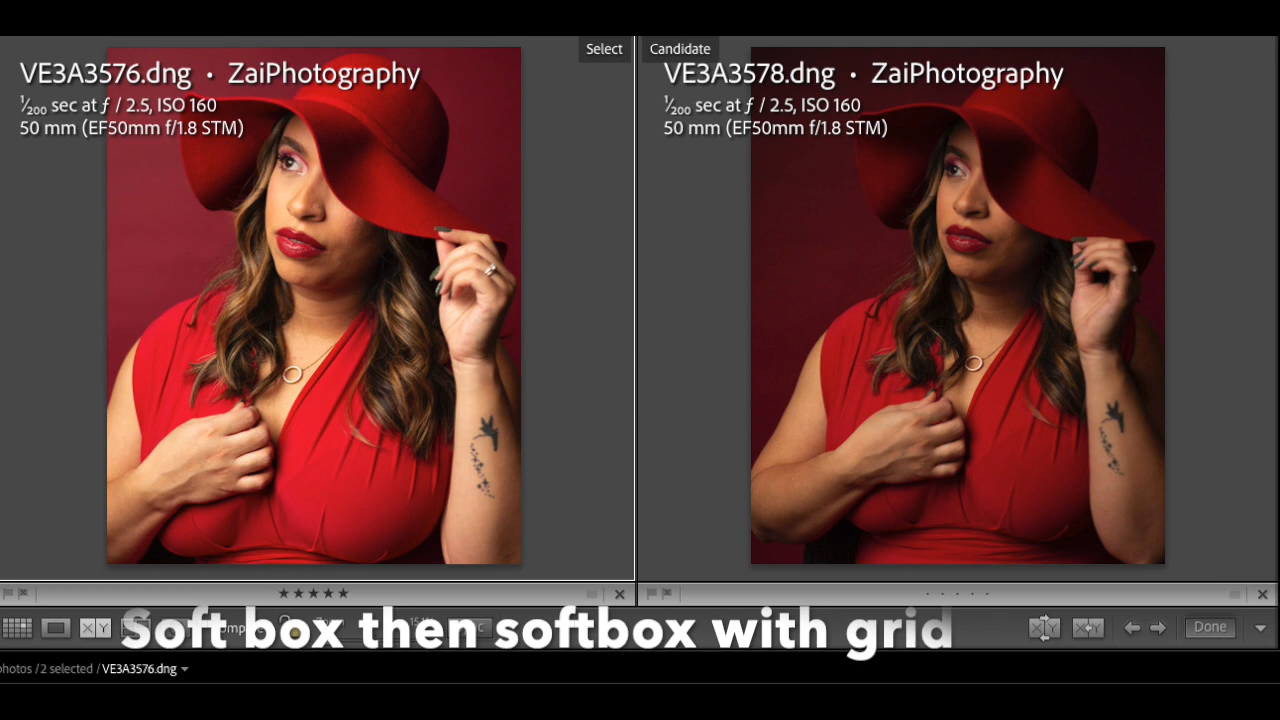 Select
VE3A3576.dng • ZaiPhotography
1/200 sec at ƒ / 2.5, ISO 160
50 mm (EF50mm f/1.8 STM)
Candidate
VE3A3578.dng • ZaiPhotography
1/200 sec at ƒ / 2.5, ISO 160
50 mm (EF50mm f/1.8 STM)
Soft box then softbox with grid
Done
photos / 2 selected / VE3A3576.dng